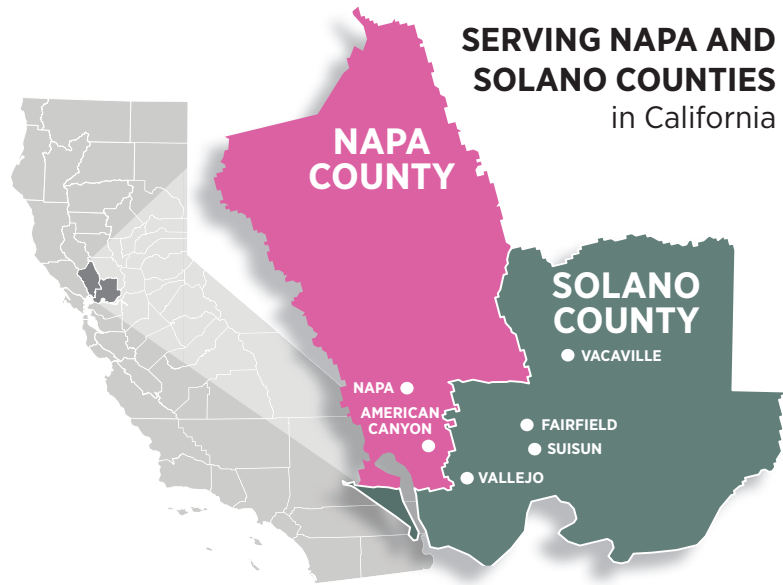 SERVING NAPA AND
SOLANO COUNTIES
in California
NAPA
COUNTY
SOLANO
COUNTY
VACAVILLE
NAPA
AMERICAN
CANYON
FAIRFIELD
SUISUN
VALLEJO